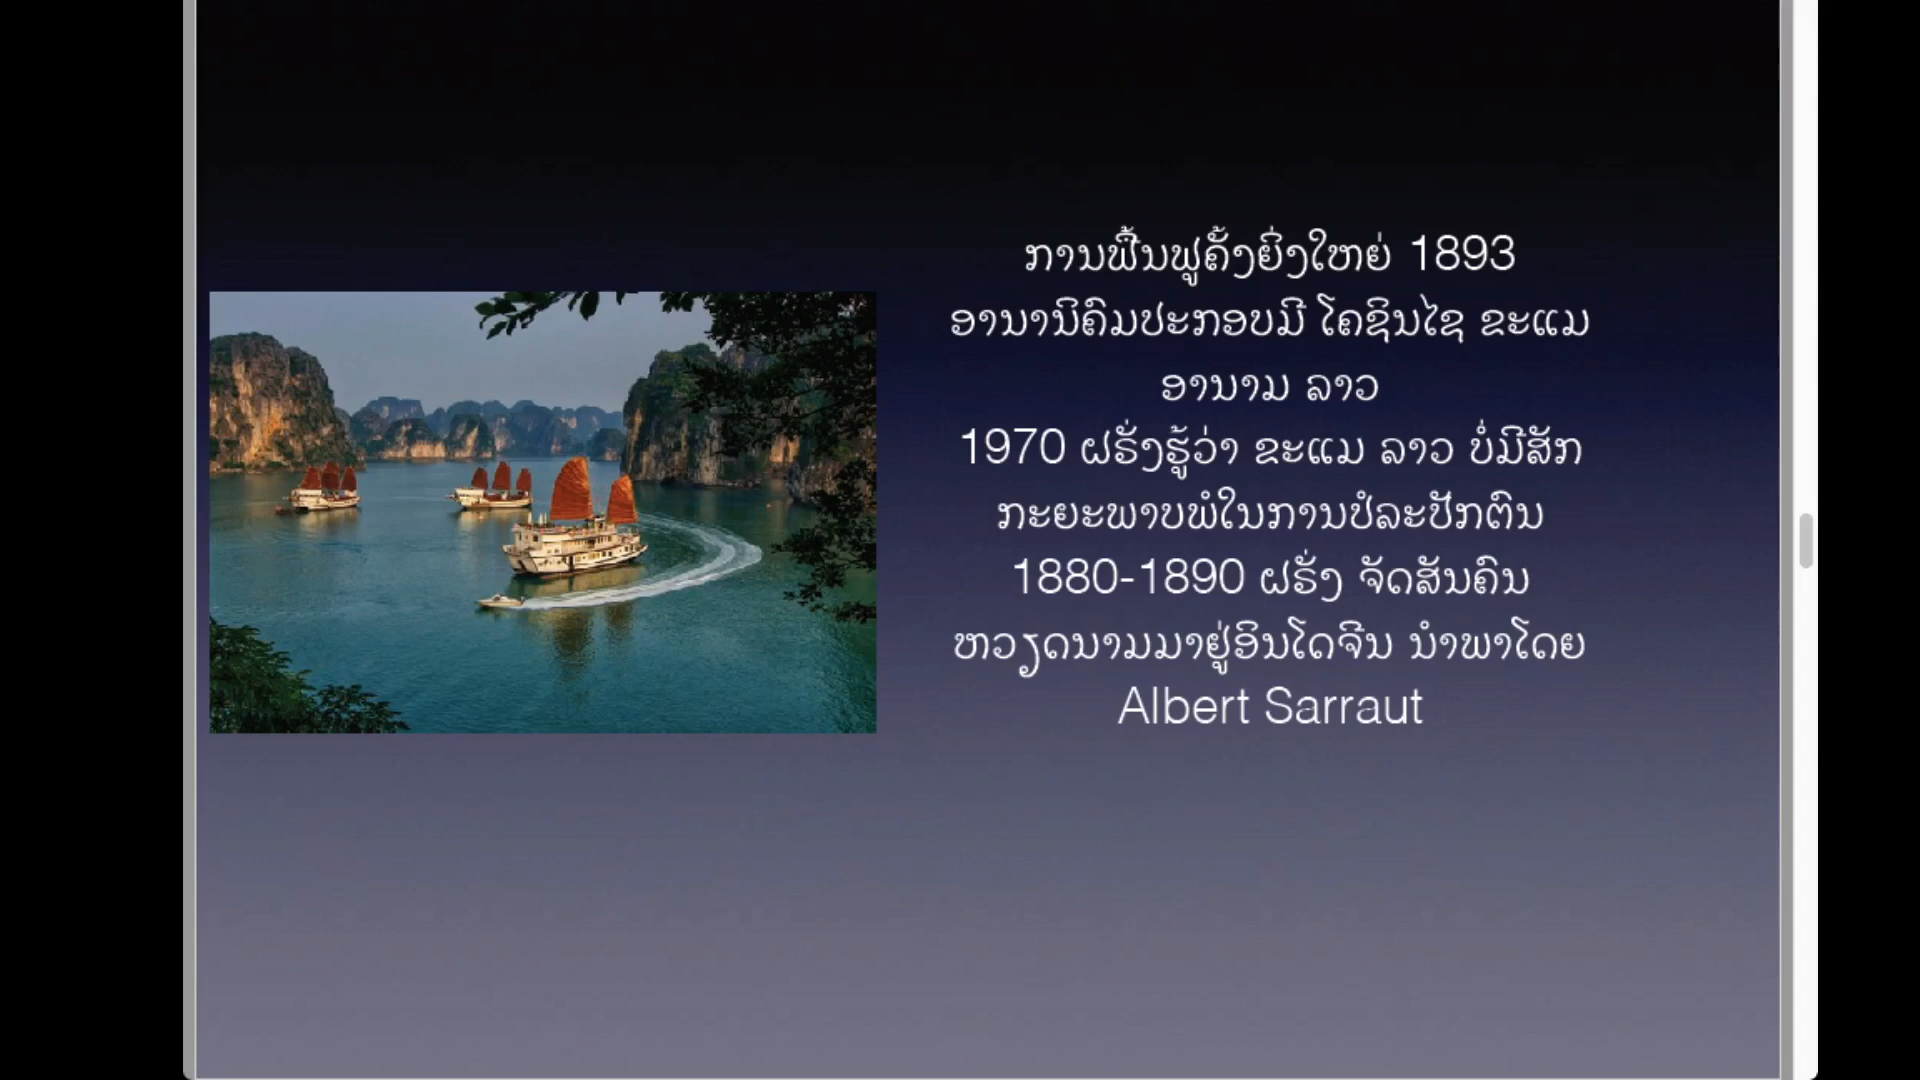 ການຟື້ນຟູຄັ້ງຍິ່ງໃຫຍ່ 1893
ອານານິຄົມປະກອບມີ ໂຄຊິນໄຊ ຂະແມ
ອານາມ ລາວ
1970 ຝຣັ່ງຮູ້ວ່າ ຂະແມ ລາວ ບໍ່ມີສັກ
ກະຍະພາບພໍໃນການປໍລະປັກຕົນ
1880-1890 ຝຣັ່ງ ຈັດສັນຄົນ
ຫວຽດນາມມາຢູ່ອິນໂດຈີນ ນຳພາໂດຍ
Albert Sarraut